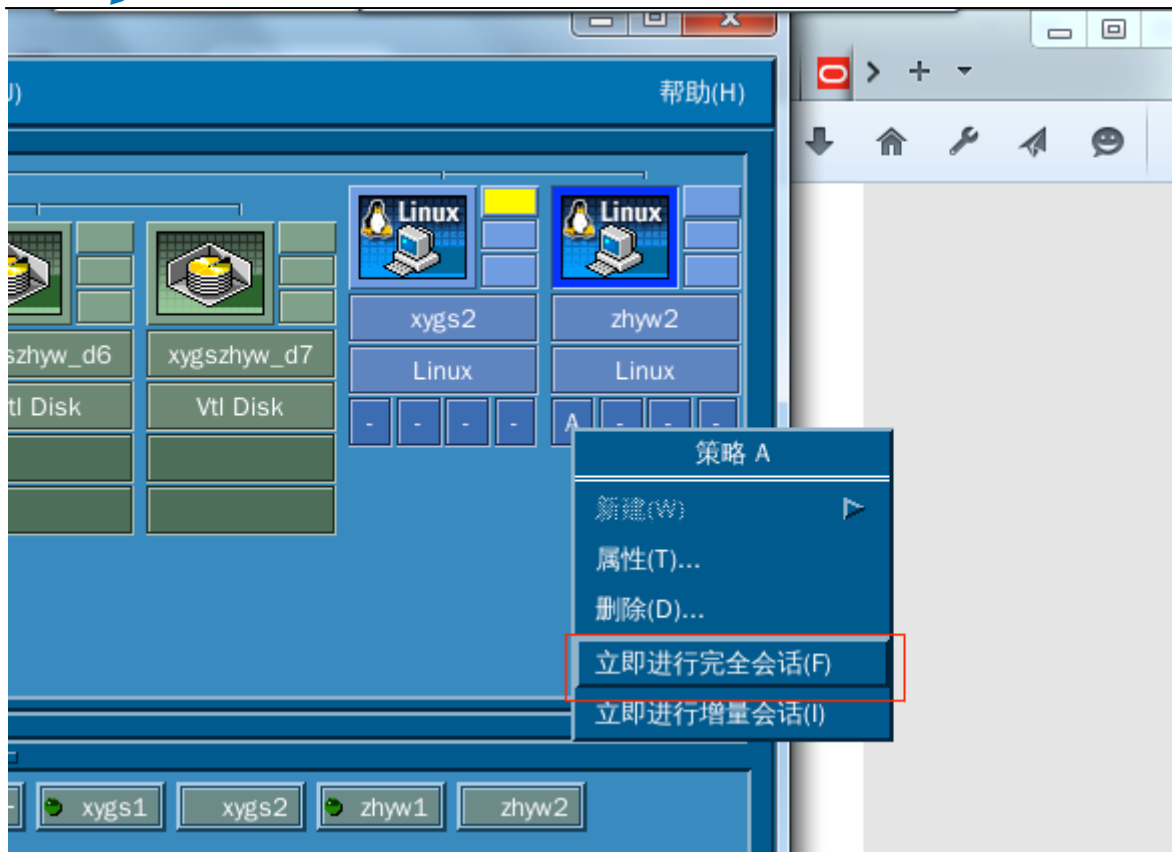 帮助(H)
Linux
Linux
xygs2
zhyw2
szhyw_d6
xygszhyw_d7
Linux
Linux
tl Disk
Vtl Disk
- - - -
A - - -
策略 A
新建(W)
属性(T)...
删除(D)...
立即进行完全会话(F)
立即进行增量会话(I)
xygs1
xygs2
zhyw1
zhyw2